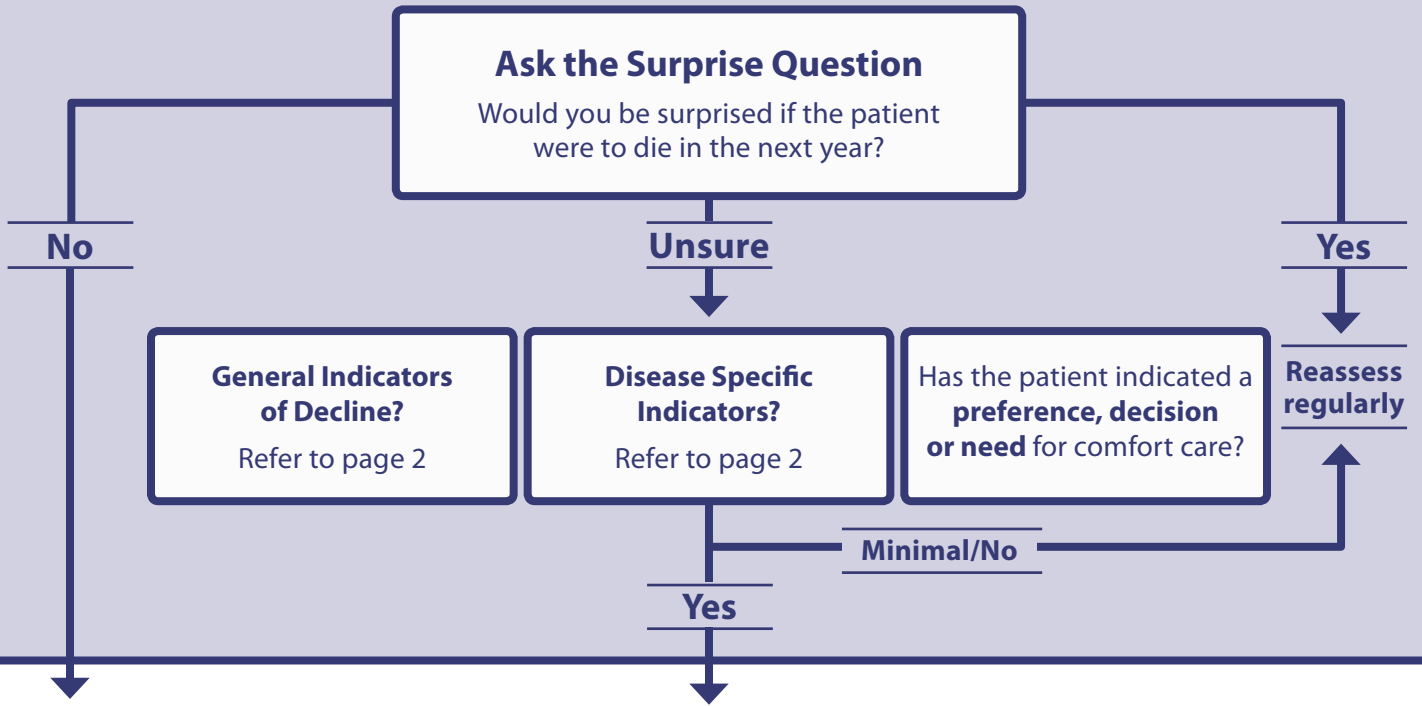 Ask the Surprise Question
Would you be surprised if the patient
were to die in the next year?
No
Unsure
Yes
General Indicators
of Decline?
Refer to page 2
Disease Specific
Indicators?
Refer to page 2
Has the patient indicated a
preference, decision
or need for comfort care?
Reassess
regularly
Minimal/No
Yes